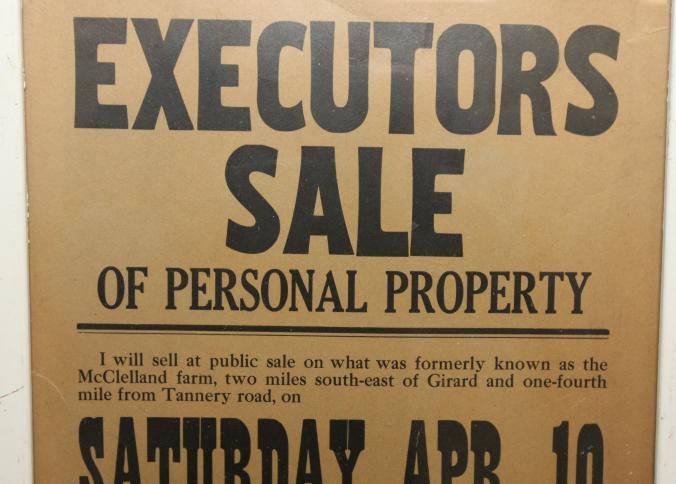 EXECUTORS
SALE
OF PERSONAL PROPERTY
I will sell at public sale on what was formerly known as the
McClelland farm, two miles south-east of Girard and one-fourth
mile from Tannery road, on
SATURDAY, APR. 10